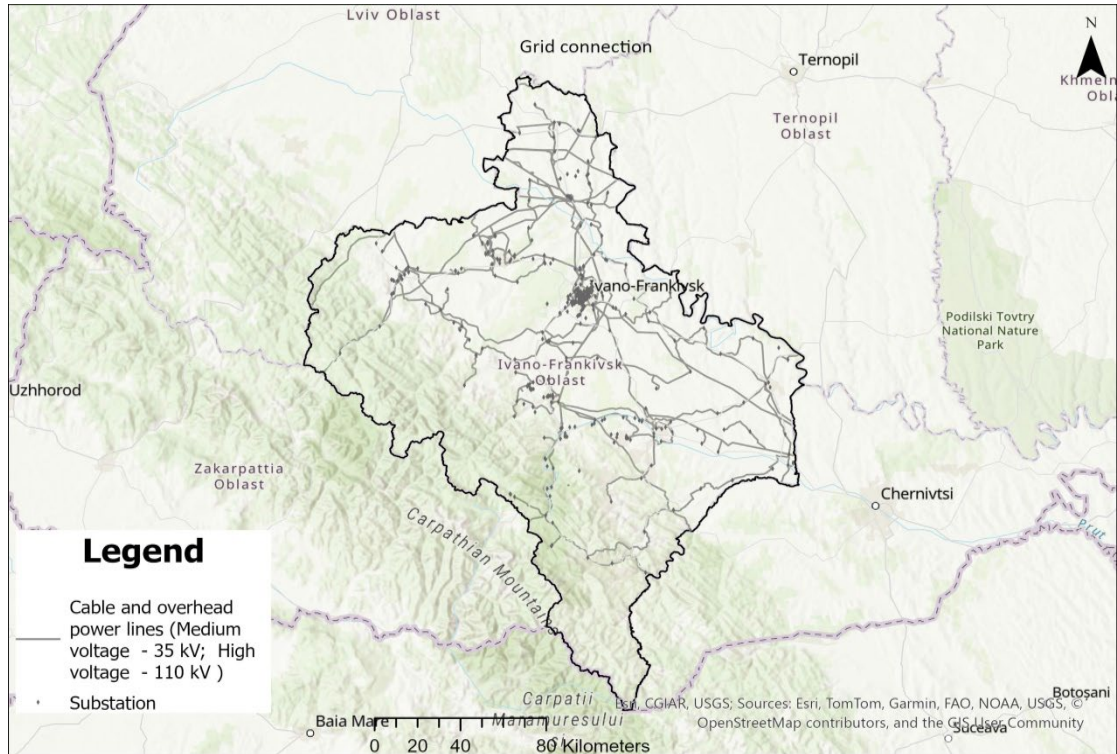 Lviv Oblast
N
Grid connection
Ternopil
Khmeln
Obla
Ternopil
Oblast
Ivano-Frankivsk
Podilski Tovtry
National Nature
Park
Ivano-Frankivsk
Oblast
Uzhhorod
Zakarpattia
Oblast
Chernivtsi
Carpathian Mountains
Prut
Legend
Cable and overhead
power lines (Medium
voltage - 35 kV; High
voltage - 110 kV )
Substation
Botoșani
Carpatii
Maramuresului
Esri, CGIAR, USGS; Sources: Esri, TomTom, Garmin, FAO, NOAA, USGS, ©
OpenStreetMap contributors, and the GIS User Community
Baia Mare
Suceava
0 20 40 80 Kilometers